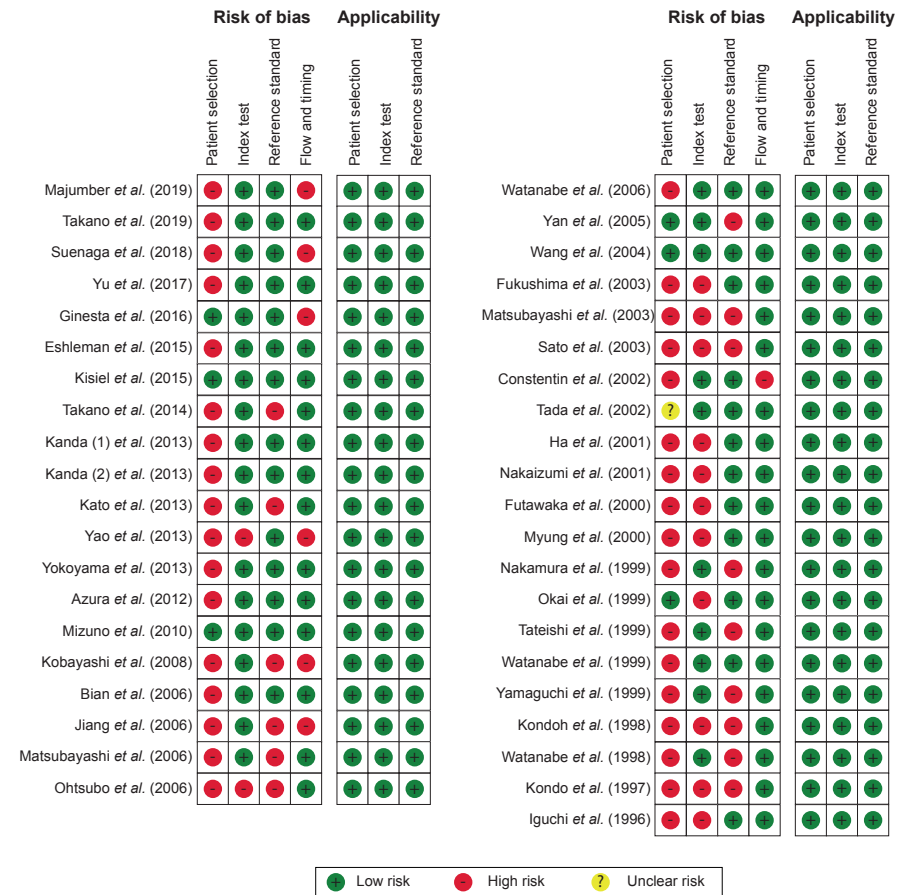 Risk of bias
Applicability
Patient selection
Index test
Reference standard
Flow and timing
Patient selection
Index test
Reference standard
Majumber et al. (2019)
Takano et al. (2019)
Suenaga et al. (2018)
Yu et al. (2017)
Ginesta et al. (2016)
Eshleman et al. (2015)
Kisiel et al. (2015)
Takano et al. (2014)
Kanda (1) et al. (2013)
Kanda (2) et al. (2013)
Kato et al. (2013)
Yao et al. (2013)
Yokoyama et al. (2013)
Azura et al. (2012)
Mizuno et al. (2010)
Kobayashi et al. (2008)
Bian et al. (2006)
Jiang et al. (2006)
Matsubayashi et al. (2006)
Ohtsubo et al. (2006)
Risk of bias
Applicability
Patient selection
Index test
Reference standard
Flow and timing
Patient selection
Index test
Reference standard
Watanabe et al. (2006)
Yan et al. (2005)
Wang et al. (2004)
Fukushima et al. (2003)
Matsubayashi et al. (2003)
Sato et al. (2003)
Constentin et al. (2002)
Tada et al. (2002)
Ha et al. (2001)
Nakaizumi et al. (2001)
Futawaka et al. (2000)
Myung et al. (2000)
Nakamura et al. (1999)
Okai et al. (1999)
Tateishi et al. (1999)
Watanabe et al. (1999)
Yamaguchi et al. (1999)
Kondoh et al. (1998)
Watanabe et al. (1998)
Kondo et al. (1997)
Iguchi et al. (1996)
+ Low risk - High risk ? Unclear risk